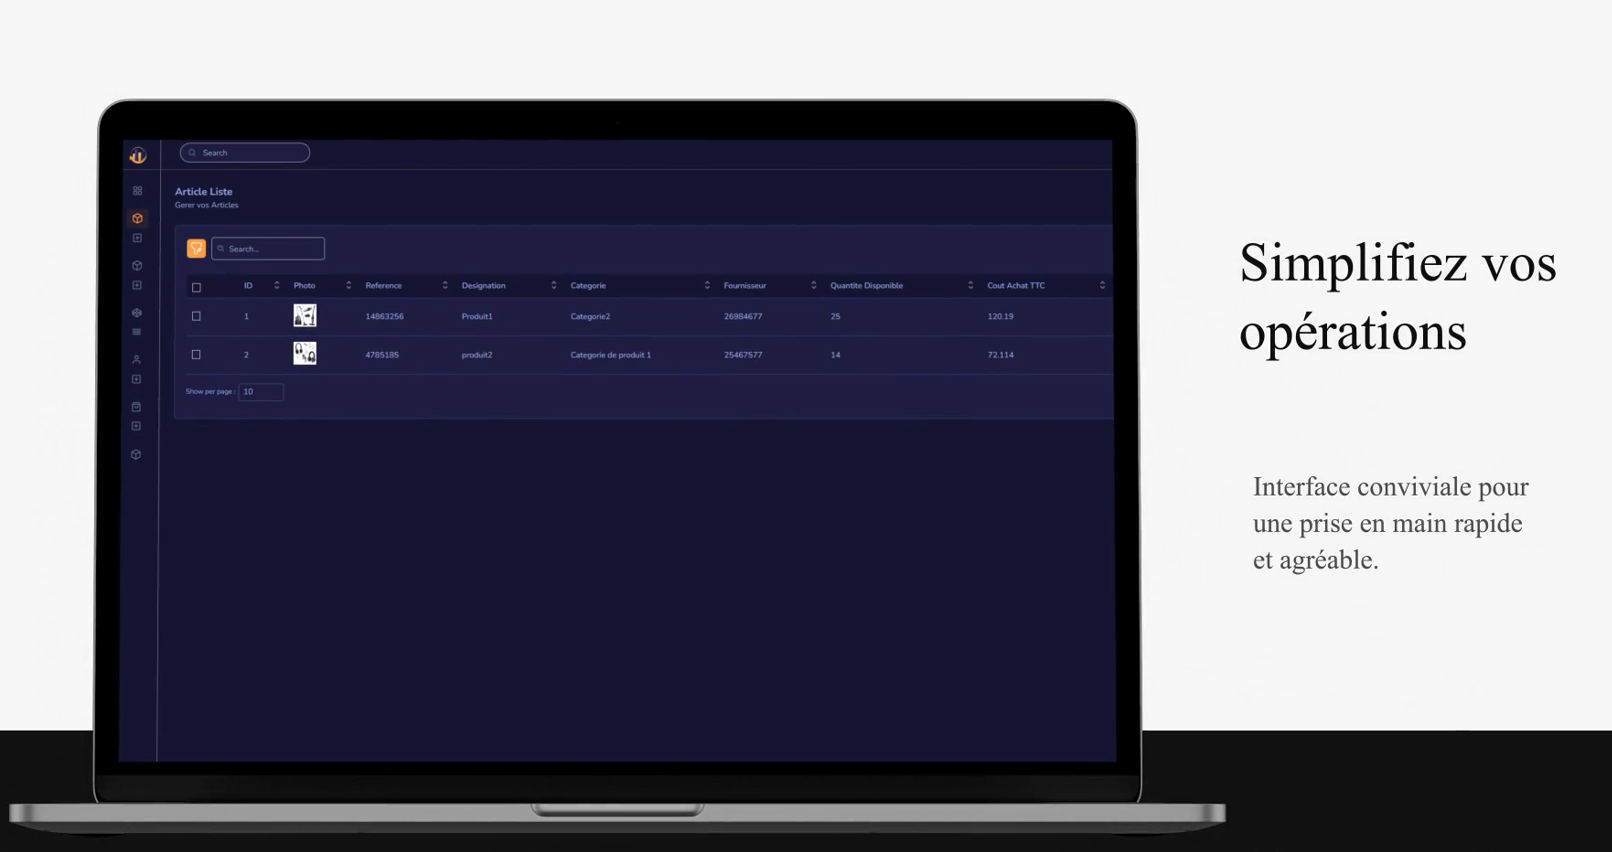 Search
Article Liste
Gerer vos Articles
Search...
ID Photo Reference Designation Categorie Fournisseur Quantite Disponible Cout Achat TTC
1 14863256 Produit1 Categorie2 26984677 25 120.19
2 4785185 produit2 Categorie de produit 1 25467577 14 72.114
Show per page : 10
Simplifiez vos
opérations
Interface conviviale pour
une prise en main rapide
et agréable.